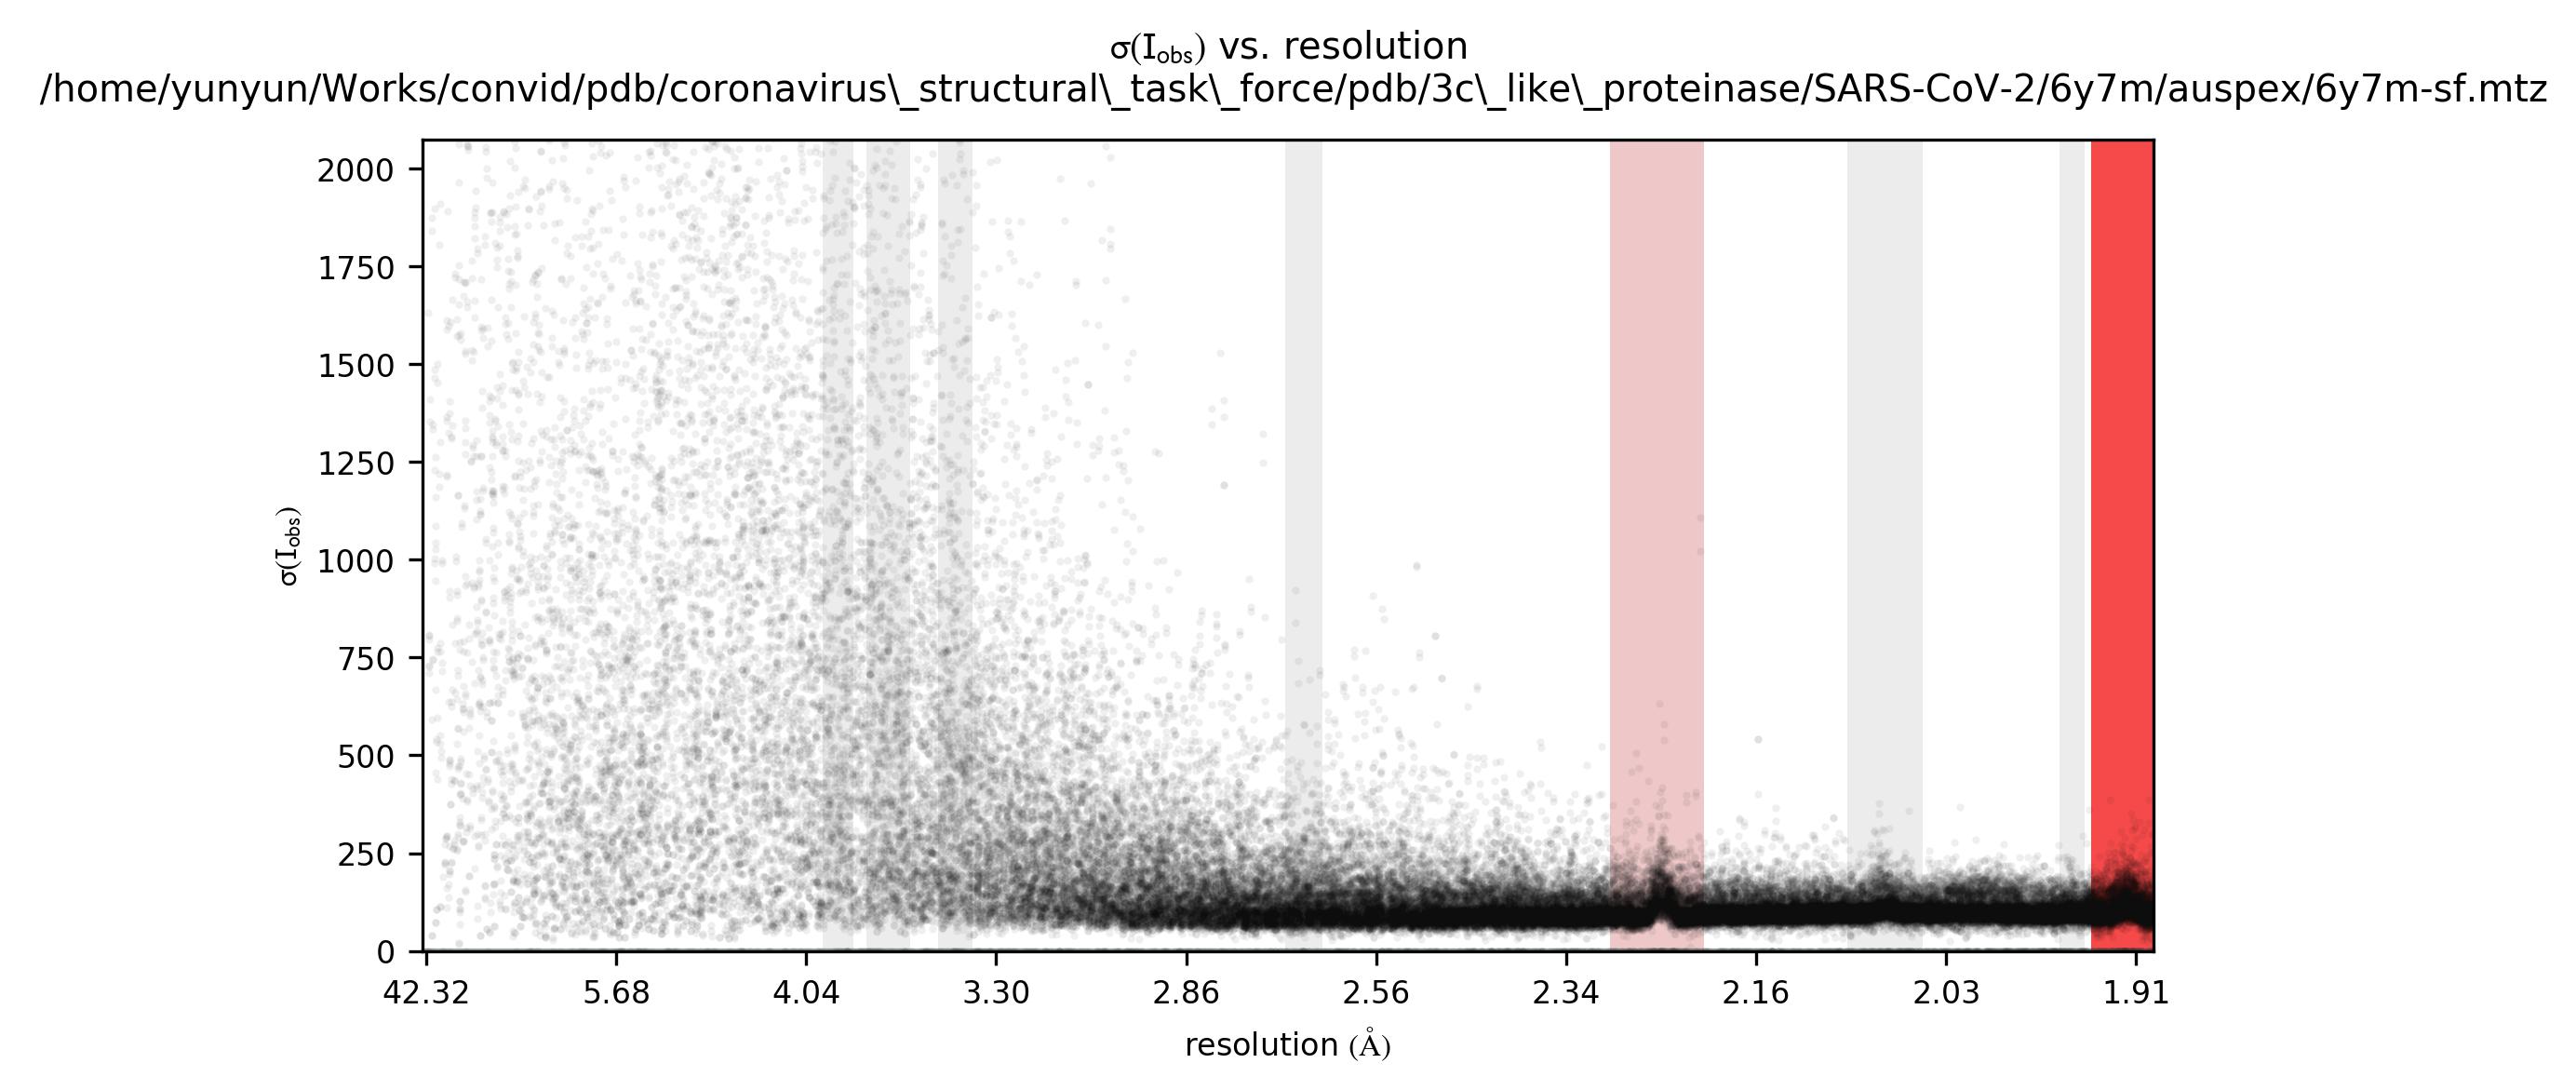 σ(I_obs) vs. resolution
/home/yunyun/Works/convid/pdb/coronavirus\_structural\_task\_force/pdb/3c\_like\_proteinase/SARS-CoV-2/6y7m/auspex/6y7m-sf.mtz
2000
1750
1500
1250
1000
750
500
250
0
σ(I_obs)
42.32 5.68 4.04 3.30 2.86 2.56 2.34 2.16 2.03 1.91
resolution (Å)